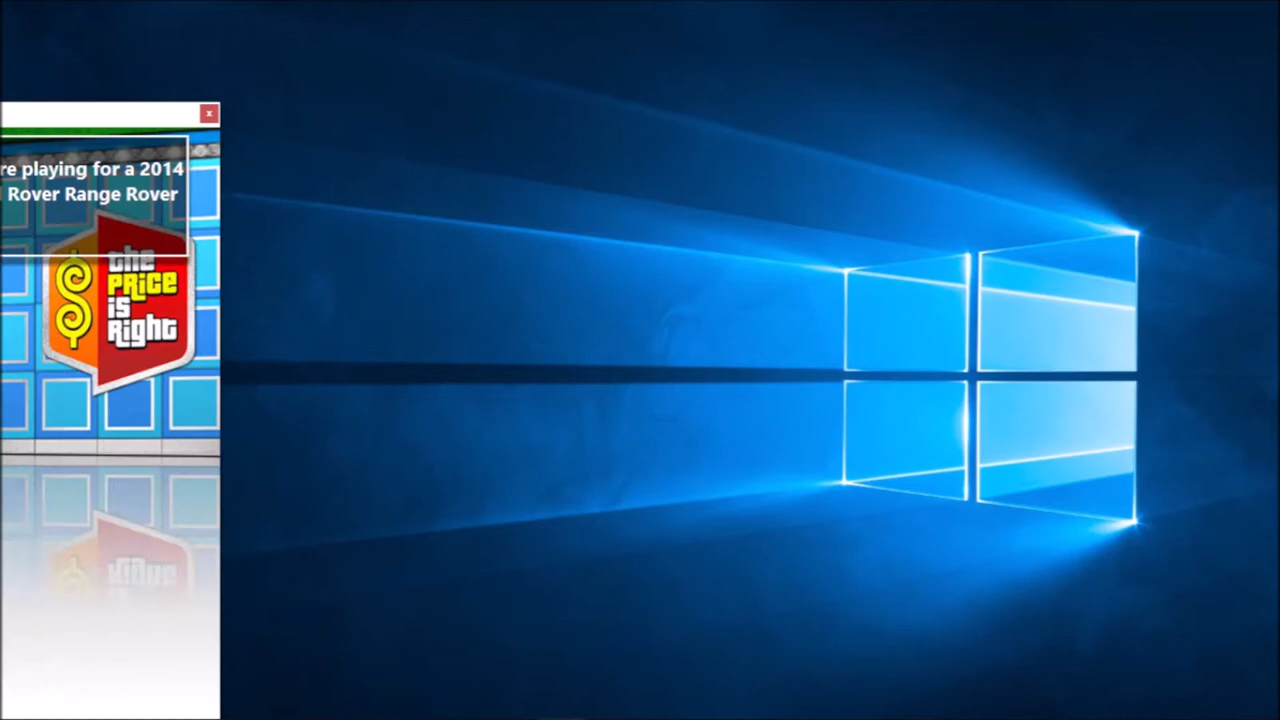 x
re playing for a 2014
Rover Range Rover
$
the
PRiCE
is
Right